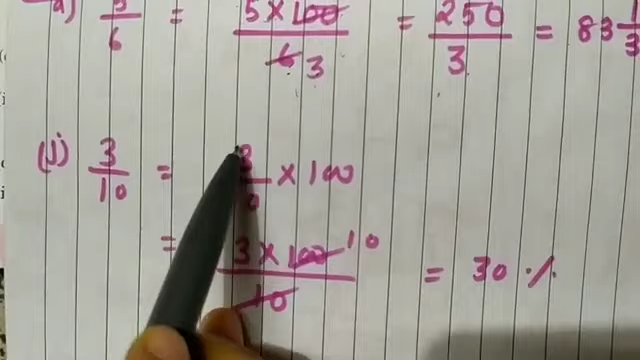 a) 5/6 = 5 × 100 / 6 3 = 250/3 = 83 1/3
(j) 3/10 = 3/10 × 100
= 3 × 100 10 / 10 = 30 %